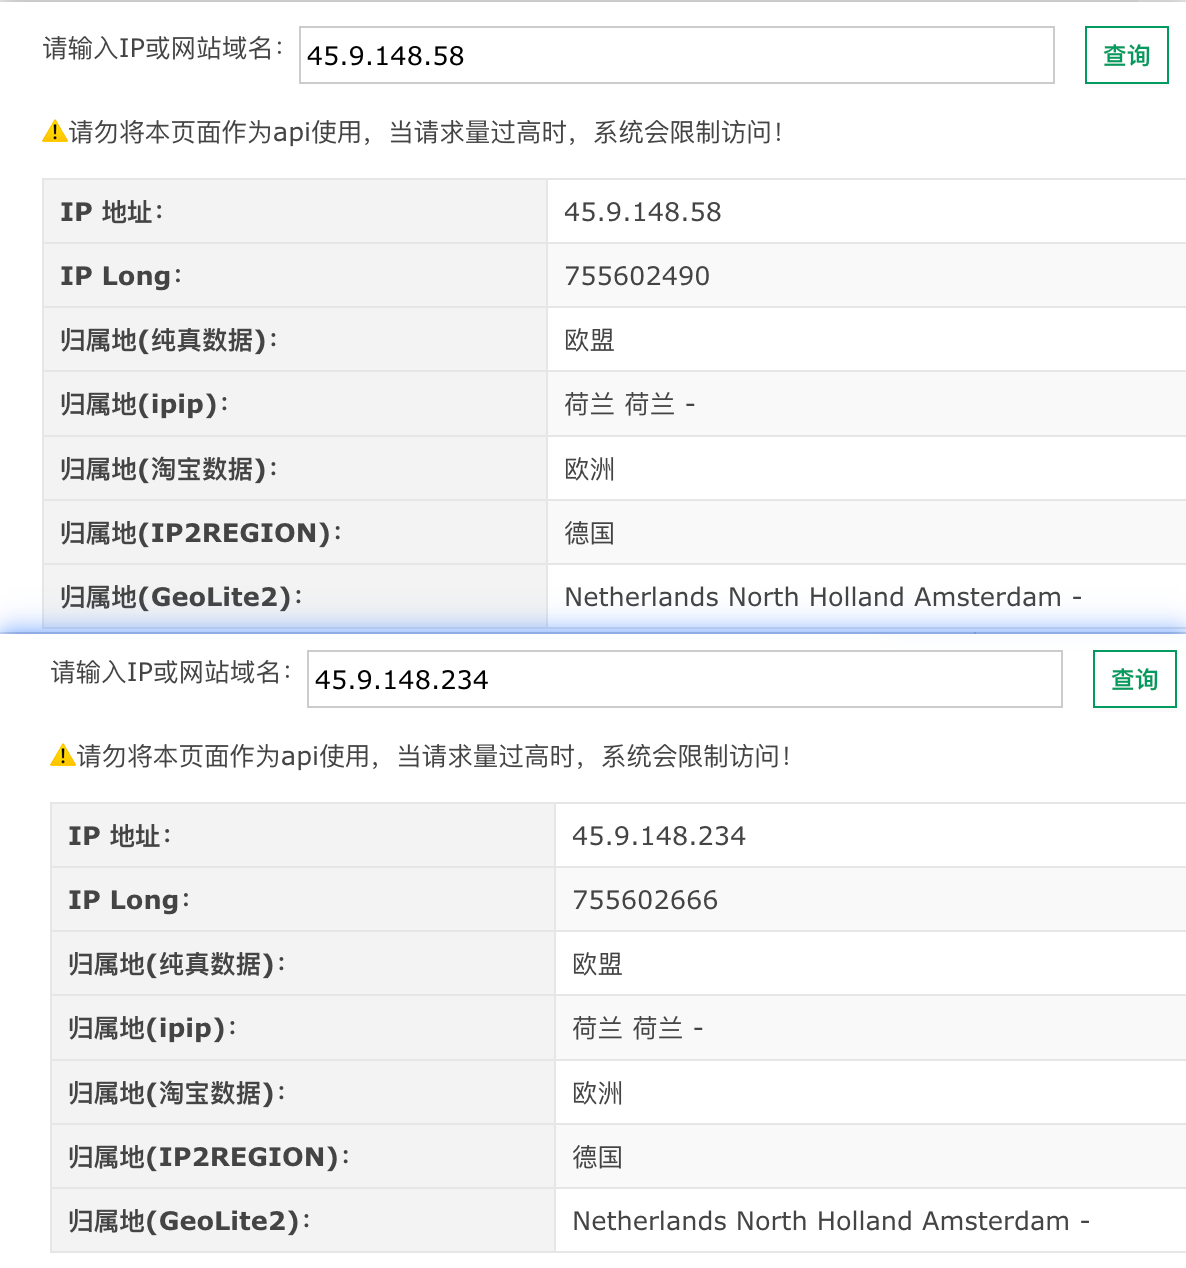 请输入IP或网站域名： 45.9.148.58 查询
⚠请勿将本页面作为api使用，当请求量过高时，系统会限制访问！
IP 地址： 45.9.148.58
IP Long： 755602490
归属地(纯真数据)： 欧盟
归属地(ipip)： 荷兰 荷兰 -
归属地(淘宝数据)： 欧洲
归属地(IP2REGION)： 德国
归属地(GeoLite2)： Netherlands North Holland Amsterdam -
请输入IP或网站域名： 45.9.148.234 查询
⚠请勿将本页面作为api使用，当请求量过高时，系统会限制访问！
IP 地址： 45.9.148.234
IP Long： 755602666
归属地(纯真数据)： 欧盟
归属地(ipip)： 荷兰 荷兰 -
归属地(淘宝数据)： 欧洲
归属地(IP2REGION)： 德国
归属地(GeoLite2)： Netherlands North Holland Amsterdam -